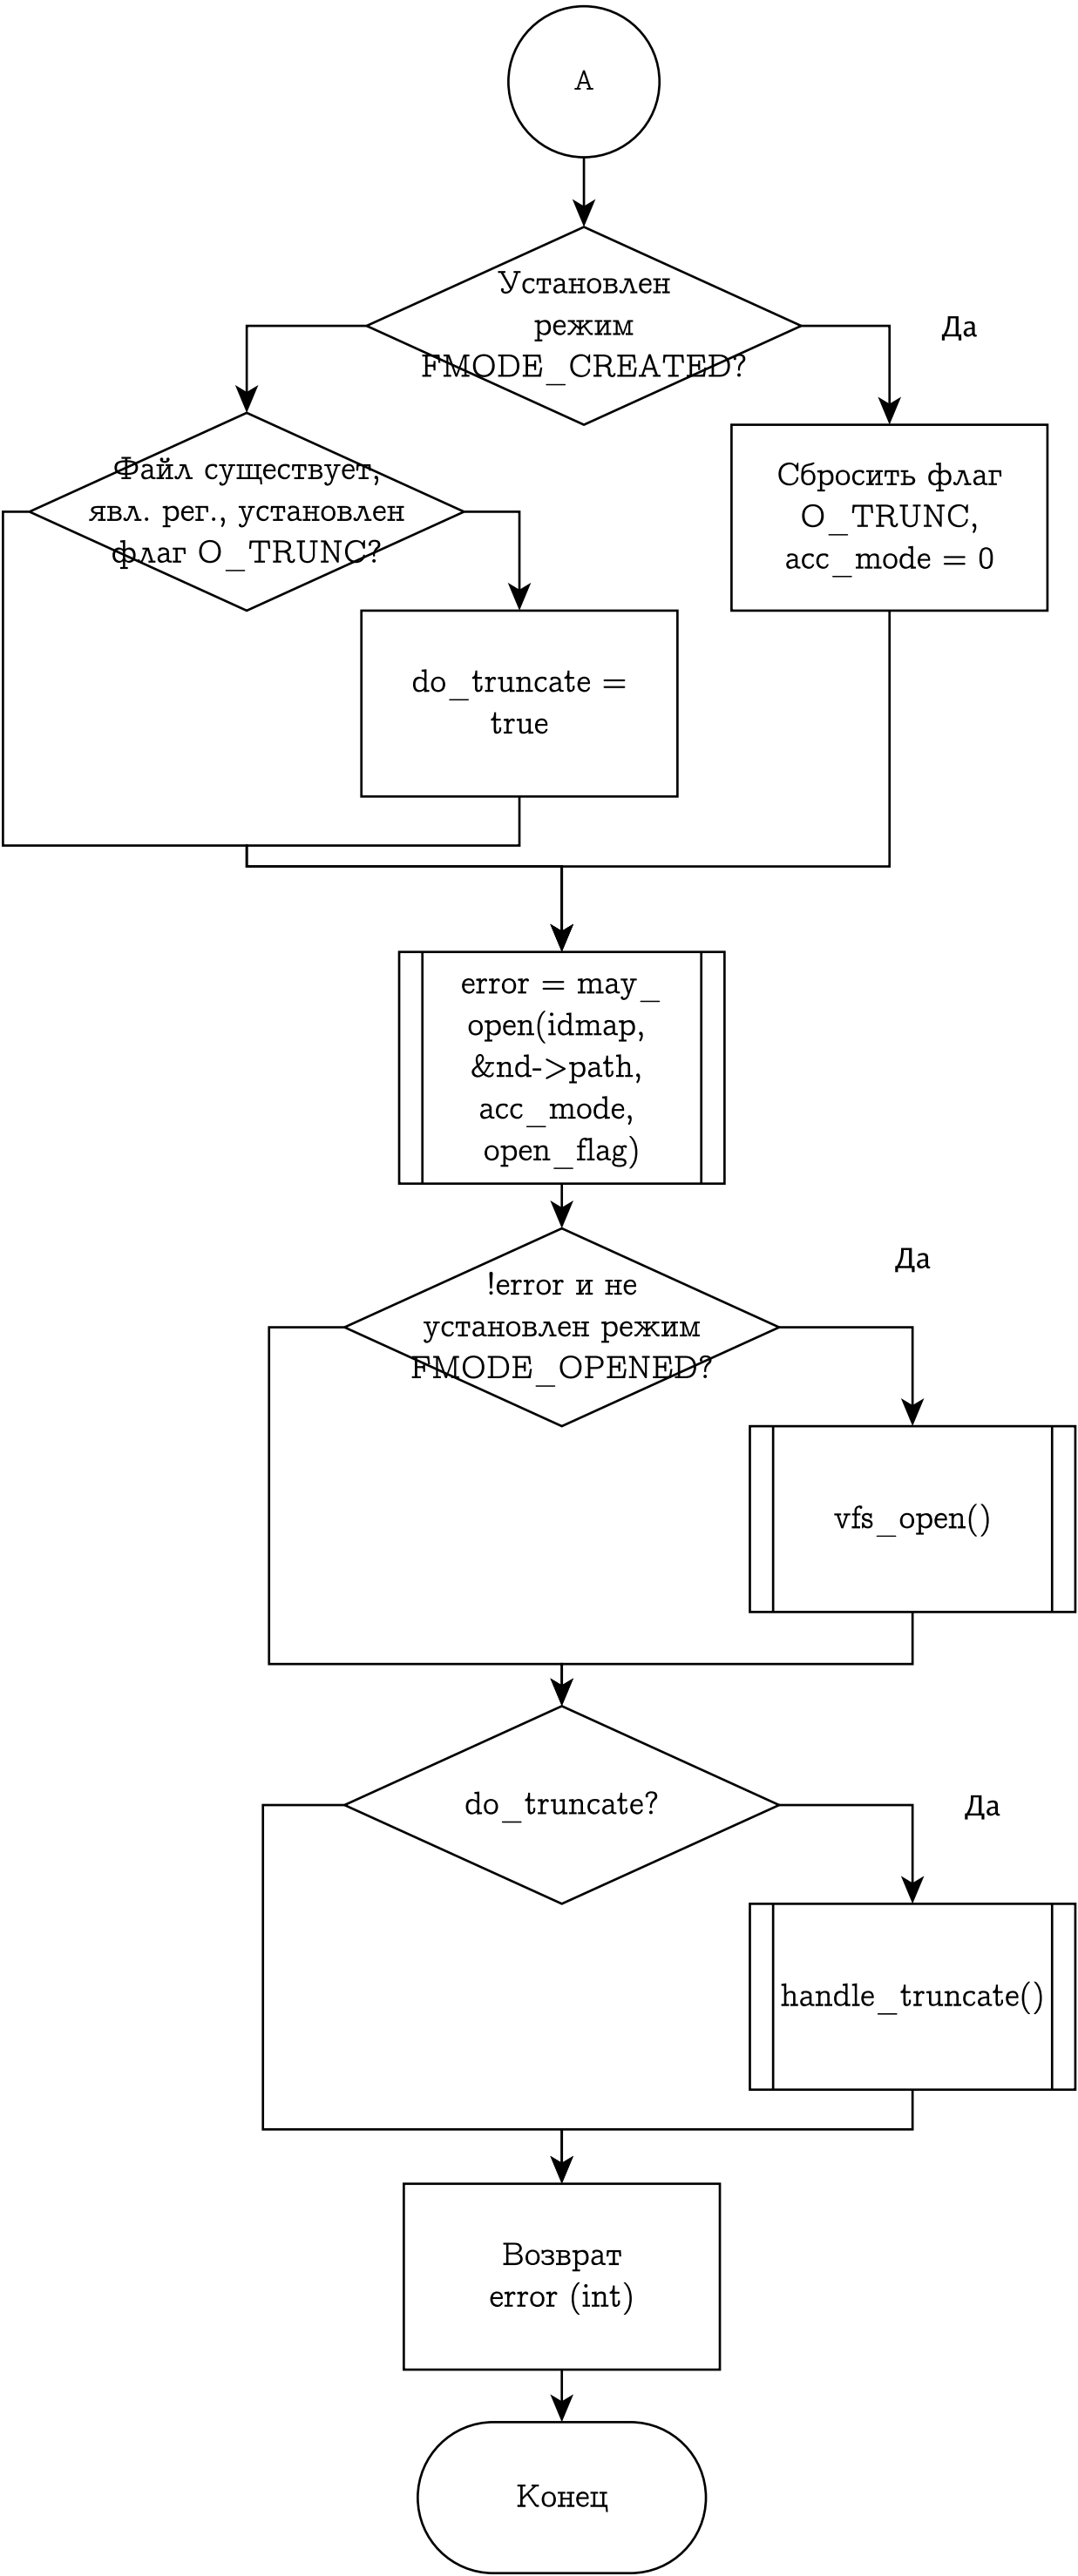 А
Установлен
режим
FMODE_CREATED?
Да
Файл существует,
явл. рег., установлен
флаг O_TRUNC?
Сбросить флаг
O_TRUNC,
acc_mode = 0
do_truncate =
true
error = may_
open(idmap,
&nd->path,
acc_mode,
open_flag)
!error и не
установлен режим
FMODE_OPENED?
Да
vfs_open()
do_truncate?
Да
handle_truncate()
Возврат
error (int)
Конец